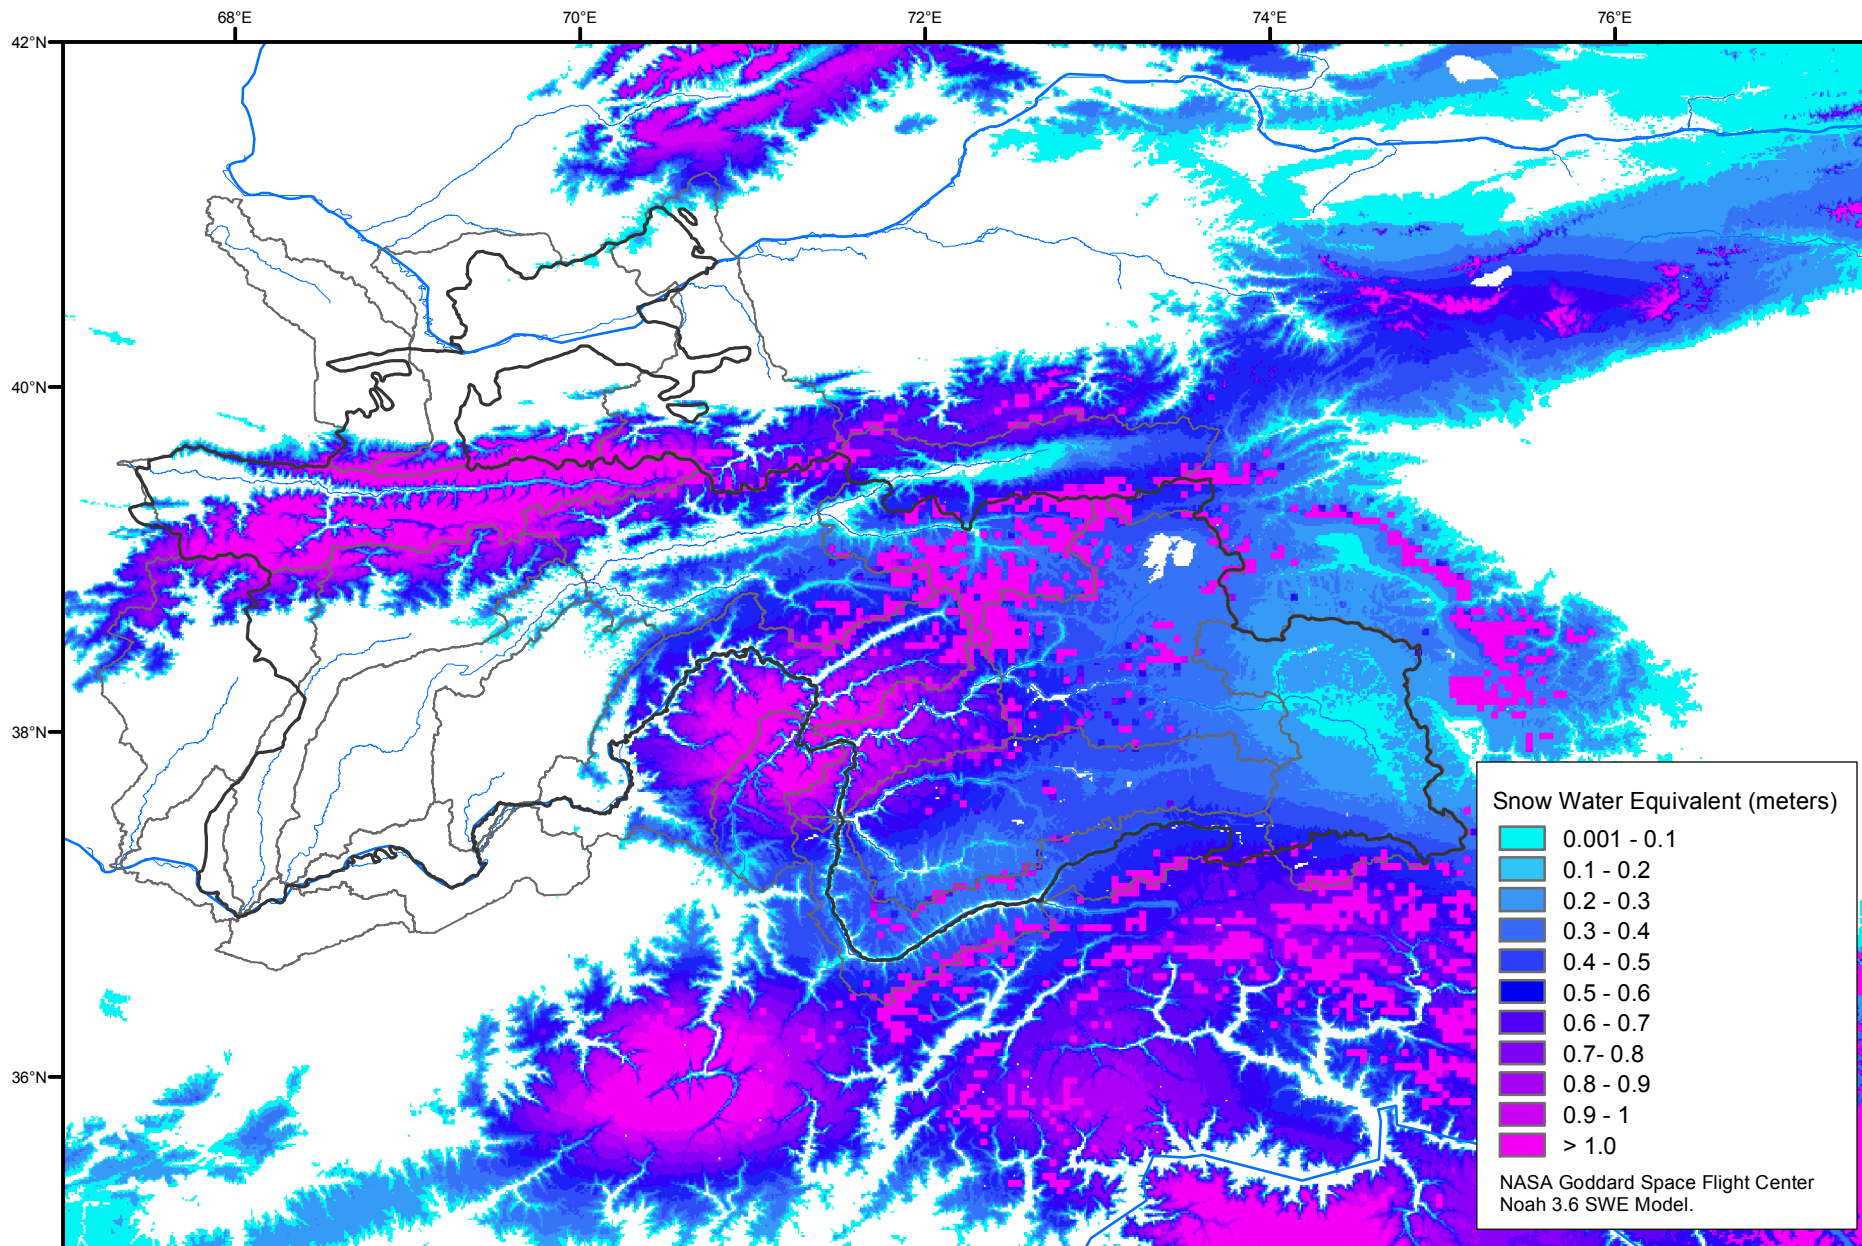 68°E
70°E
72°E
74°E
76°E
42°N
40°N
38°N
36°N
Snow Water Equivalent (meters)
0.001 - 0.1
0.1 - 0.2
0.2 - 0.3
0.3 - 0.4
0.4 - 0.5
0.5 - 0.6
0.6 - 0.7
0.7- 0.8
0.8 - 0.9
0.9 - 1
> 1.0
NASA Goddard Space Flight Center
Noah 3.6 SWE Model.